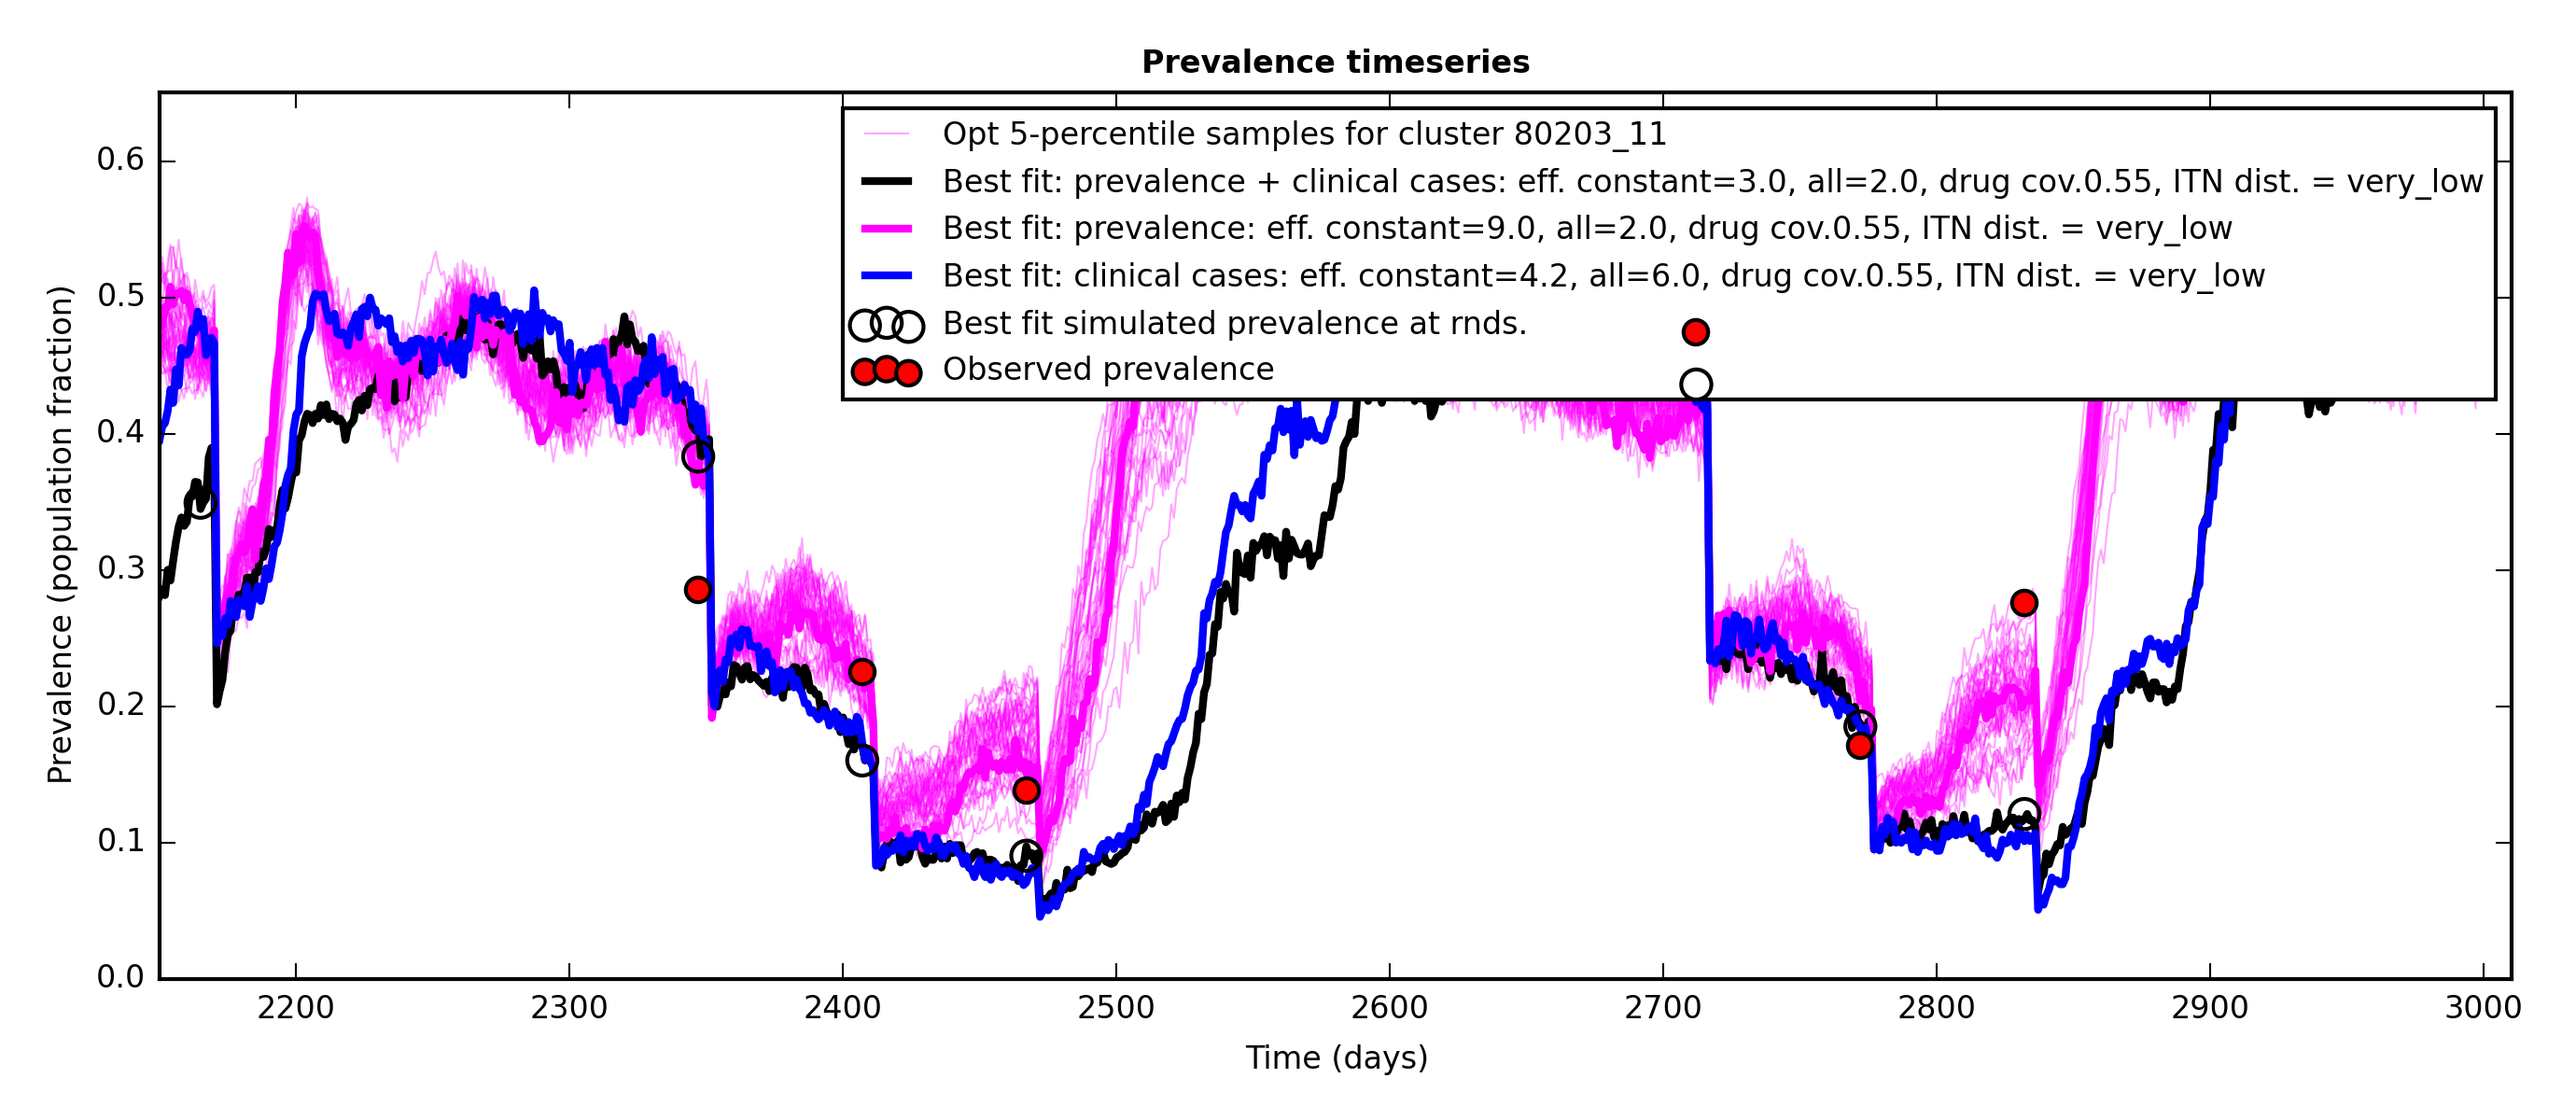 Prevalence timeseries
Opt 5-percentile samples for cluster 80203_11
Best fit: prevalence + clinical cases: eff. constant=3.0, all=2.0, drug cov.0.55, ITN dist. = very_low
Best fit: prevalence: eff. constant=9.0, all=2.0, drug cov.0.55, ITN dist. = very_low
Best fit: clinical cases: eff. constant=4.2, all=6.0, drug cov.0.55, ITN dist. = very_low
Best fit simulated prevalence at rnds.
Observed prevalence
Prevalence (population fraction)
0.6
0.5
0.4
0.3
0.2
0.1
0.0
2200 2300 2400 2500 2600 2700 2800 2900 3000
Time (days)